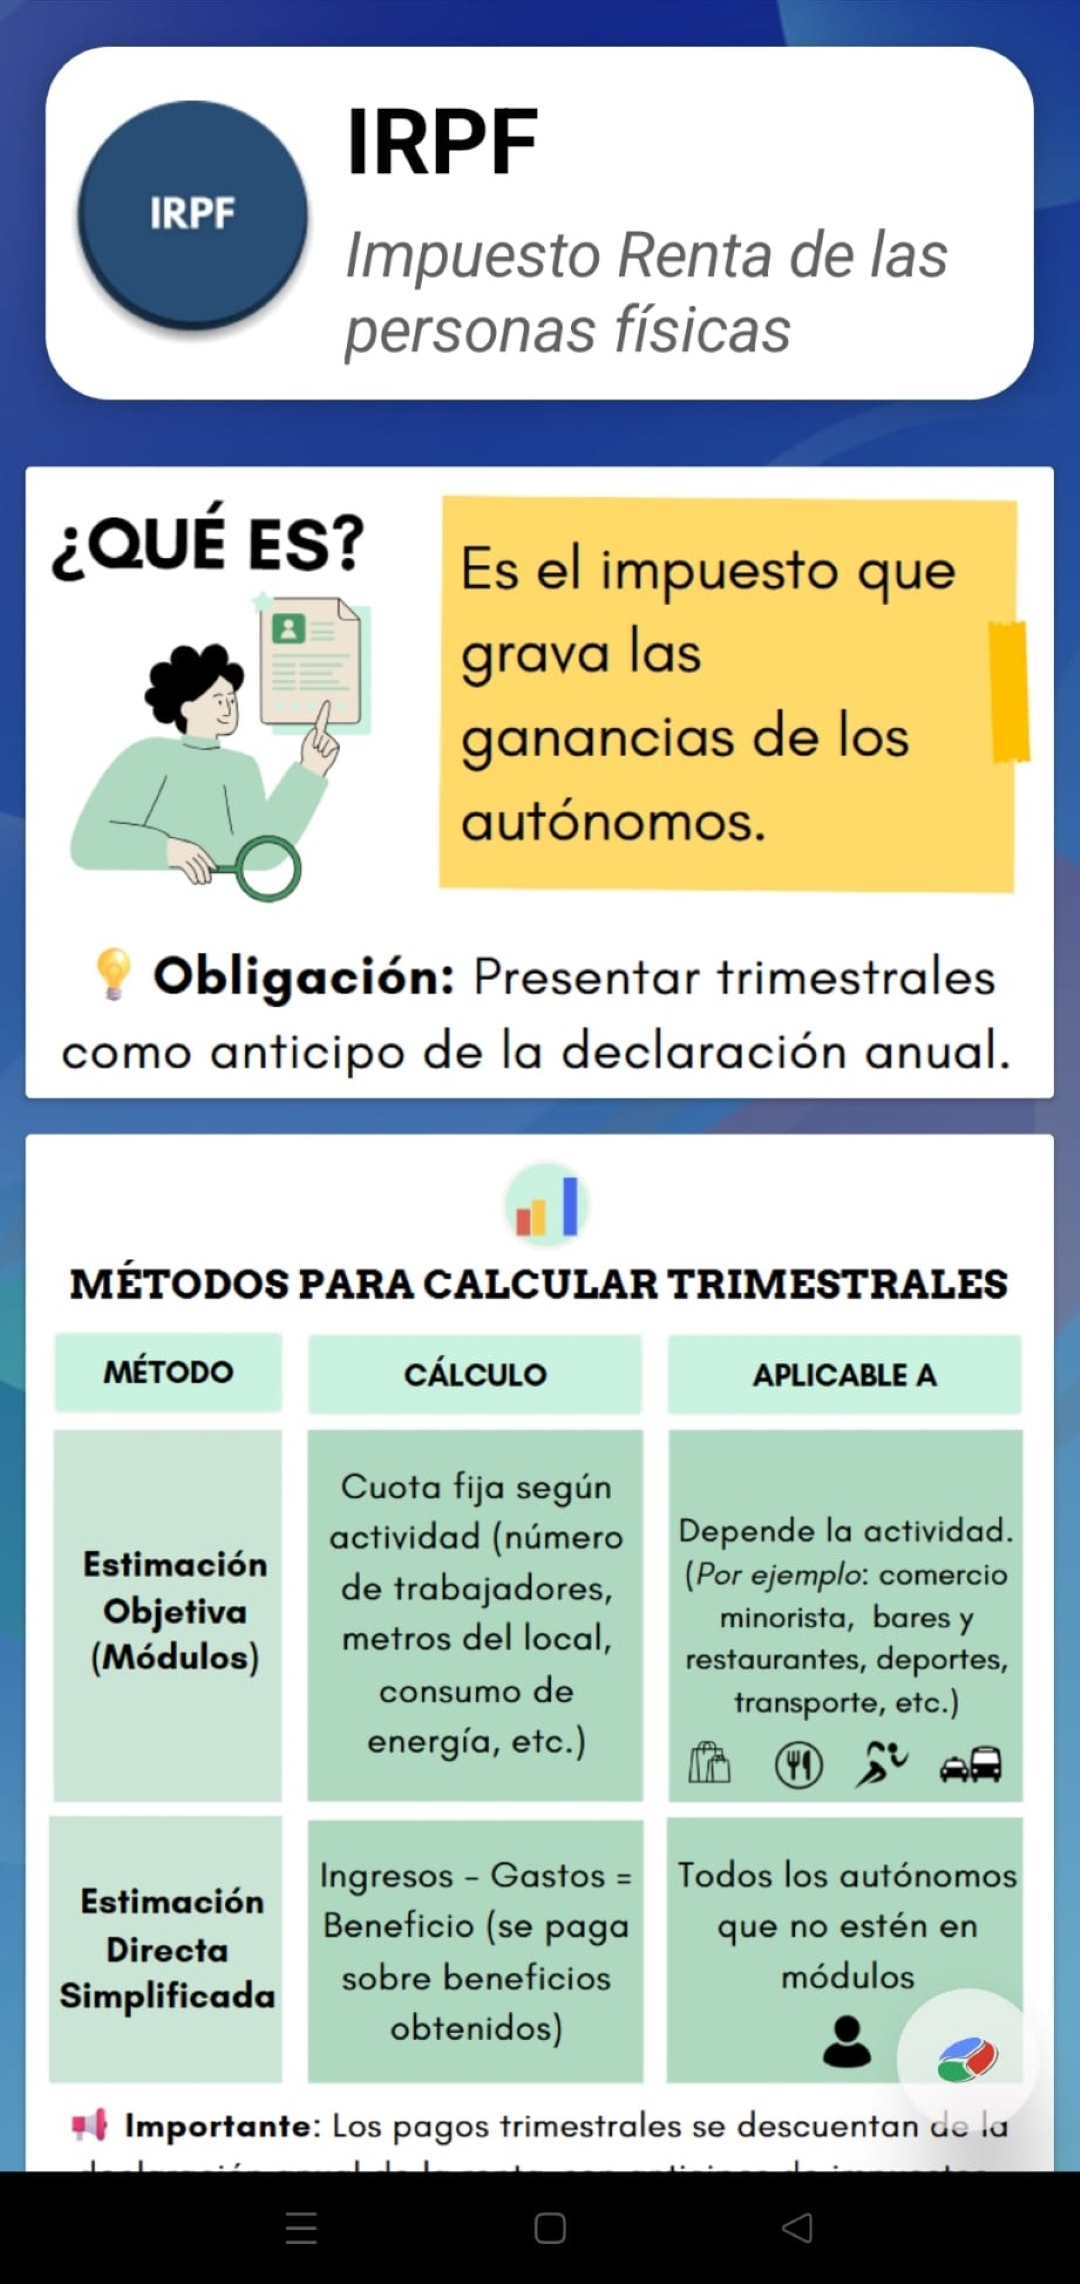 IRPF
IRPF
Impuesto Renta de las
personas físicas
¿QUÉ ES?
Es el impuesto que
grava las
ganancias de los
autónomos.
💡 Obligación: Presentar trimestrales
como anticipo de la declaración anual.
MÉTODOS PARA CALCULAR TRIMESTRALES
MÉTODO
CÁLCULO
APLICABLE A
Estimación
Objetiva
(Módulos)
Cuota fija según
actividad (número
de trabajadores,
metros del local,
consumo de
energía, etc.)
Depende la actividad.
(Por ejemplo: comercio
minorista, bares y
restaurantes, deportes,
transporte, etc.)
Estimación
Directa
Simplificada
Ingresos - Gastos =
Beneficio (se paga
sobre beneficios
obtenidos)
Todos los autónomos
que no estén en
módulos
📢 Importante: Los pagos trimestrales se descuentan de la